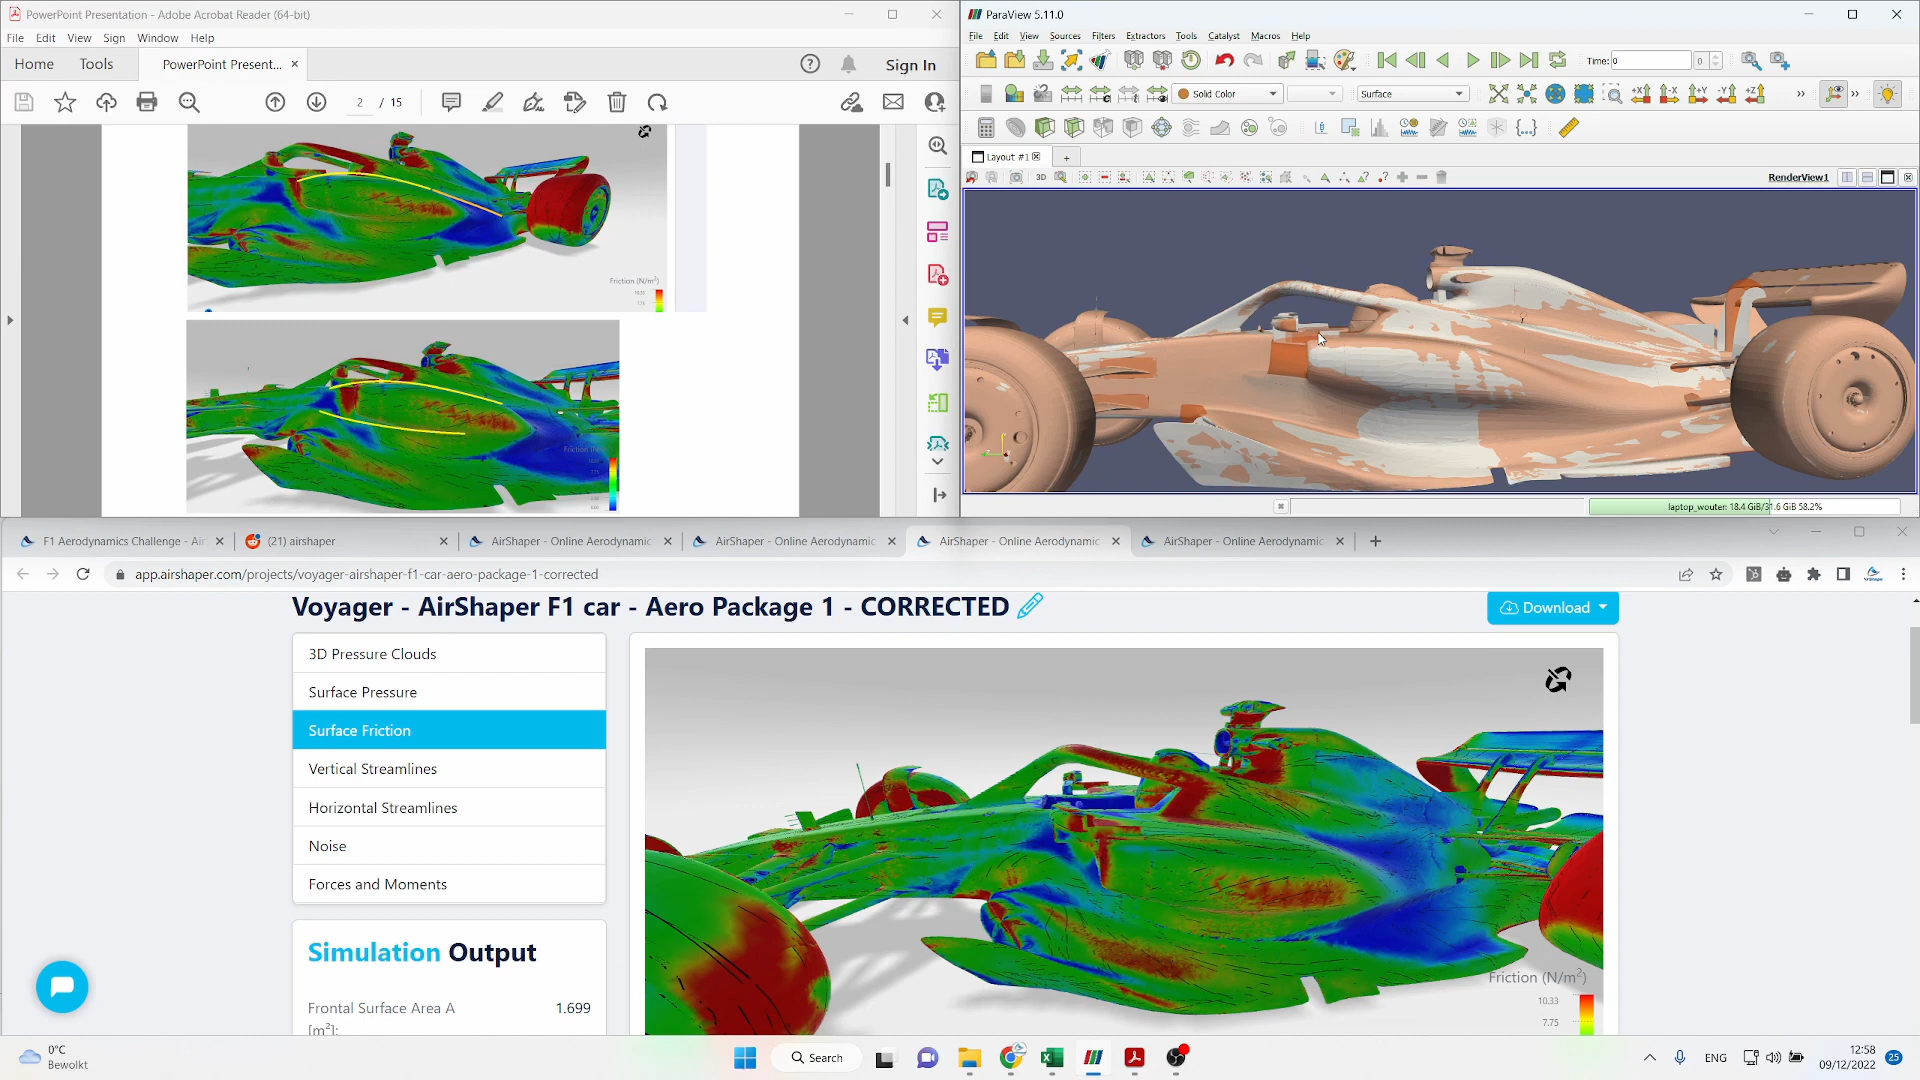 PowerPoint Presentation - Adobe Acrobat Reader (64-bit)
File Edit View Sign Window Help
Home Tools PowerPoint Present... ×
Sign In
2 / 15
Friction (N/m²)
10.33
7.75
ParaView 5.11.0
File Edit View Sources Filters Extractors Tools Catalyst Macros Help
Time: 0 0
Solid Color Surface
+X -X +Y -Y +Z
Layout #1 +
3D RenderView1
laptop_wouter: 18.4 GiB/31.6 GiB 58.2%
F1 Aerodynamics Challenge - Air
(21) airshaper
AirShaper - Online Aerodynamic
AirShaper - Online Aerodynamic
AirShaper - Online Aerodynamic
AirShaper - Online Aerodynamic
app.airshaper.com/projects/voyager-airshaper-f1-car-aero-package-1-corrected
Voyager - AirShaper F1 car - Aero Package 1 - CORRECTED
Download
3D Pressure Clouds
Surface Pressure
Surface Friction
Vertical Streamlines
Horizontal Streamlines
Noise
Forces and Moments
Simulation Output
Frontal Surface Area A
[m²]:
1.699
Friction (N/m²)
10.33
7.75
0°C
Bewolkt
Search
ENG
12:58
09/12/2022
25